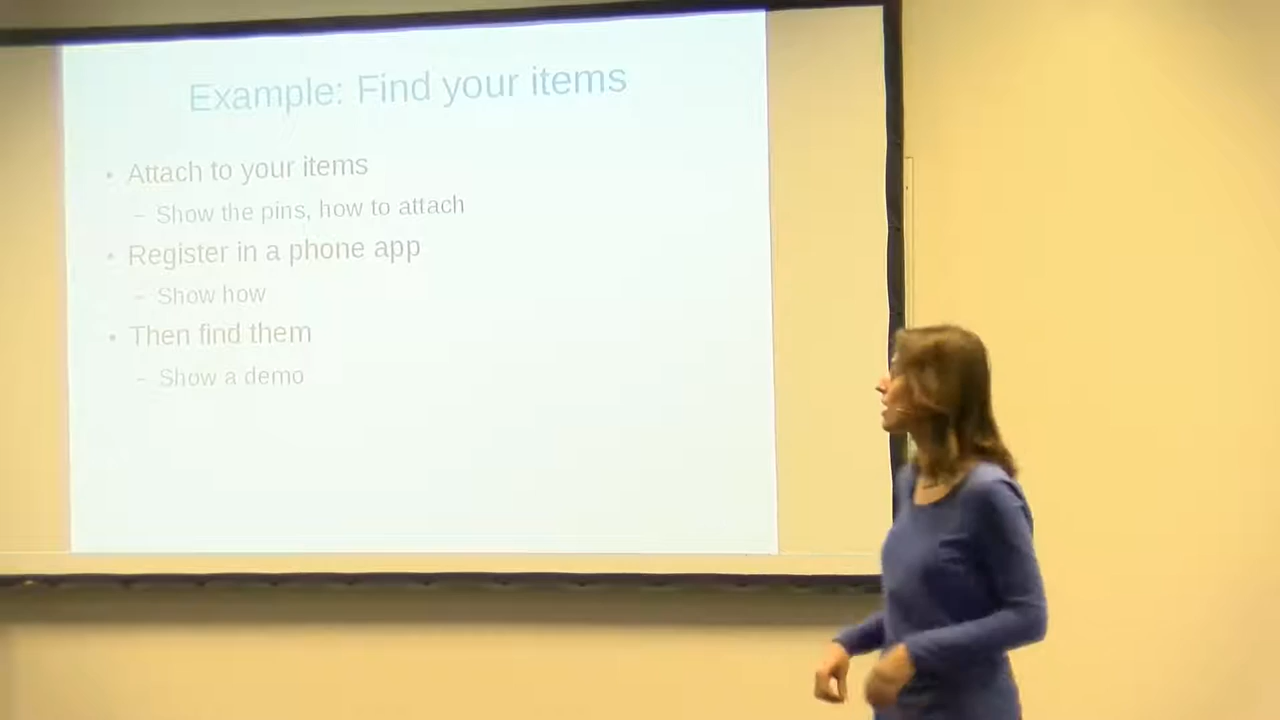 Example: Find your items
• Attach to your items
– Show the pins, how to attach
• Register in a phone app
– Show how
• Then find them
– Show a demo